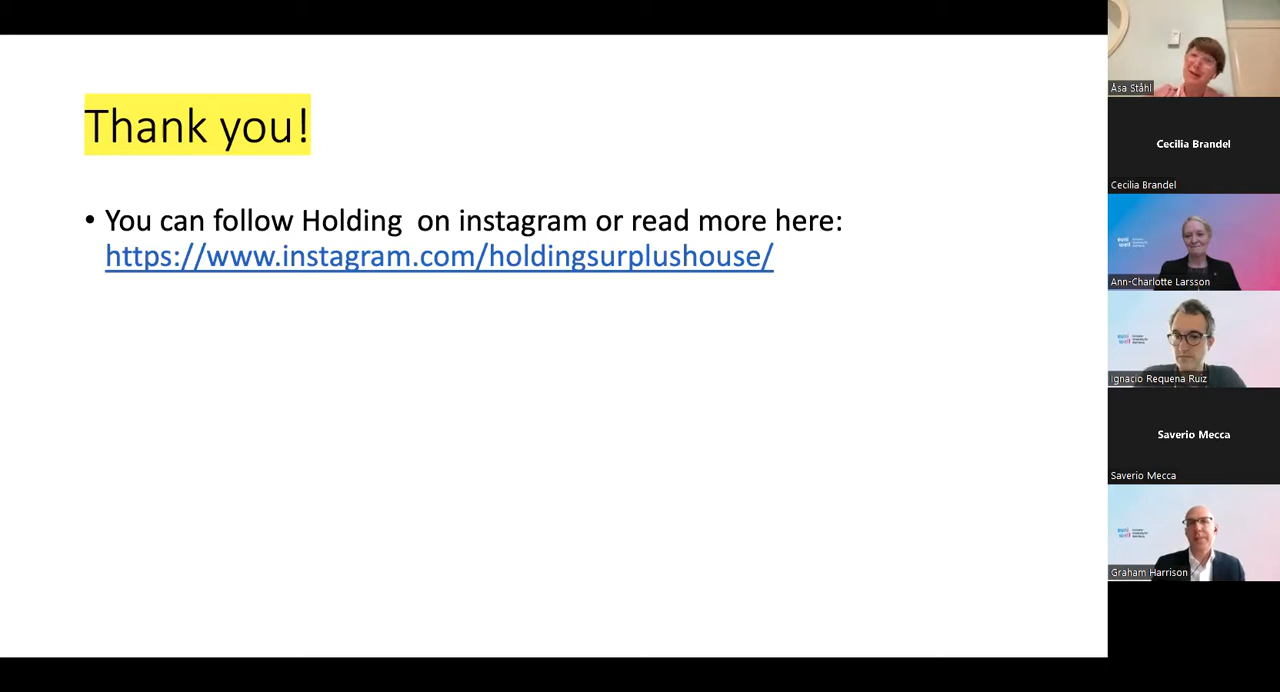 Thank you!
• You can follow Holding  on instagram or read more here:
https://www.instagram.com/holdingsurplushouse/
Åsa Ståhl
Cecilia Brandel
Cecilia Brandel
Ann-Charlotte Larsson
Ignacio Requena Ruiz
Saverio Mecca
Saverio Mecca
Graham Harrison